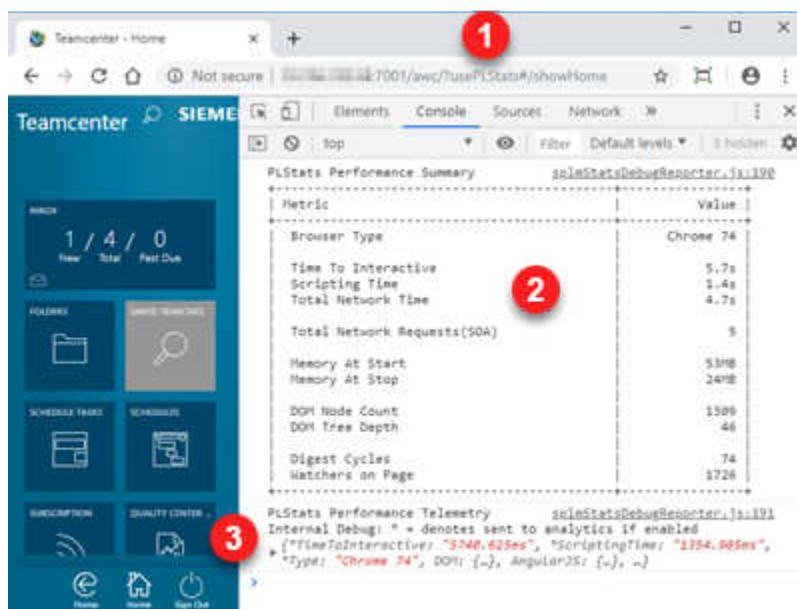 Teamcenter - Home
1
Not secure
:7001/awc/?usePLStats#/showHome
Teamcenter
SIEME
Elements Console Sources Network
top
Filter Default levels
hidden
PLStats Performance Summary splmStatsDebugReporter.js:190
Metric Value
Browser Type Chrome 74
Time To Interactive 5.7s
Scripting Time 1.4s
Total Network Time 4.7s
2
Total Network Requests(SOA) 5
Memory At Start 53MB
Memory At Stop 24MB
DOM Node Count 1509
DOM Tree Depth 46
Digest Cycles 74
Watchers on Page 1726
PLStats Performance Telemetry splmStatsDebugReporter.js:191
Internal Debug: * = denotes sent to analytics if enabled
{*TimeToInteractive: "5740.625ms", *ScriptingTime: "1354.905ms",
*Type: "Chrome 74", DOM: {…}, AngularJS: {…}, …}
INBOX
1 / 4 / 0
New Total Past Due
FOLDERS
SAVED SEARCHES
SCHEDULE TASKS
SCHEDULES
SUBSCRIPTION
QUALITY CENTER
3
Home
Home
Sign Out